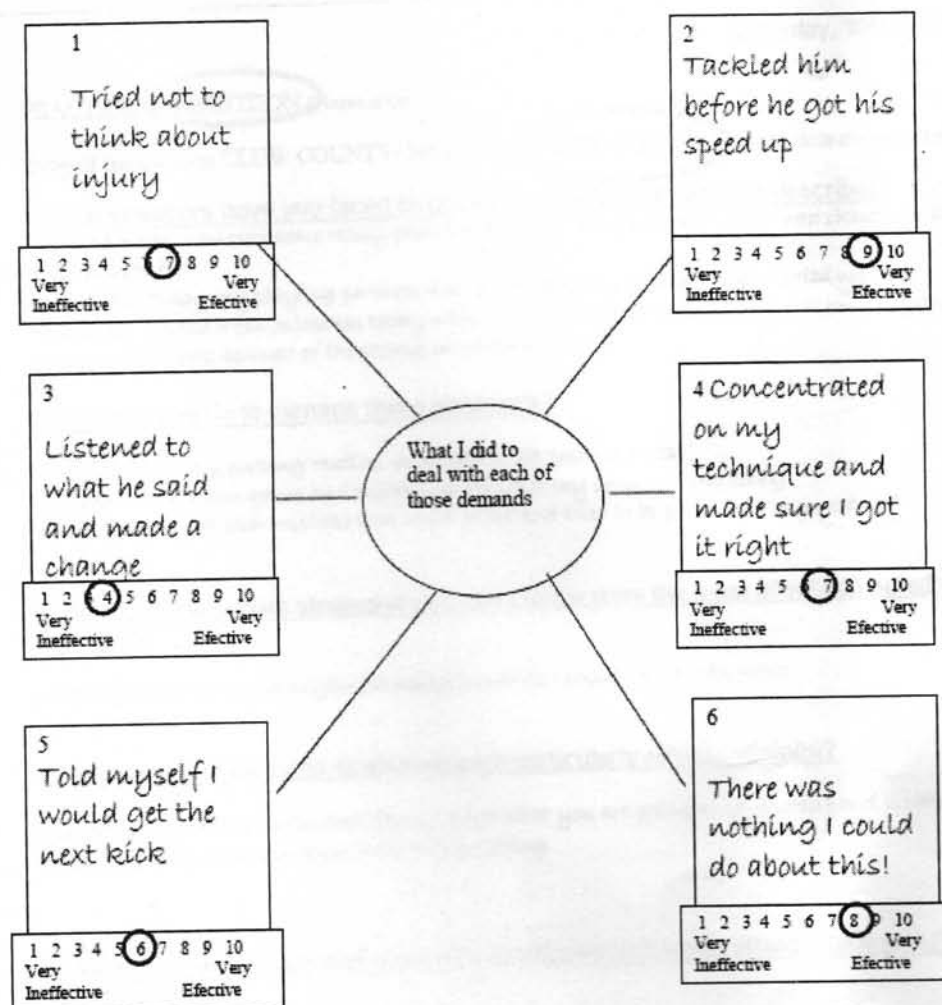 1
Tried not to
think about
injury
1 2 3 4 5 6 7 8 9 10
Very Very
Ineffective Efective
2
Tackled him
before he got his
speed up
1 2 3 4 5 6 7 8 9 10
Very Very
Ineffective Efective
3
Listened to
what he said
and made a
change
1 2 3 4 5 6 7 8 9 10
Very Very
Ineffective Efective
What I did to
deal with each of
those demands
4 Concentrated
on my
technique and
made sure I got
it right
1 2 3 4 5 6 7 8 9 10
Very Very
Ineffective Efective
5
Told myself I
would get the
next kick
1 2 3 4 5 6 7 8 9 10
Very Very
Ineffective Efective
6
There was
nothing I could
do about this!
1 2 3 4 5 6 7 8 9 10
Very Very
Ineffective Efective